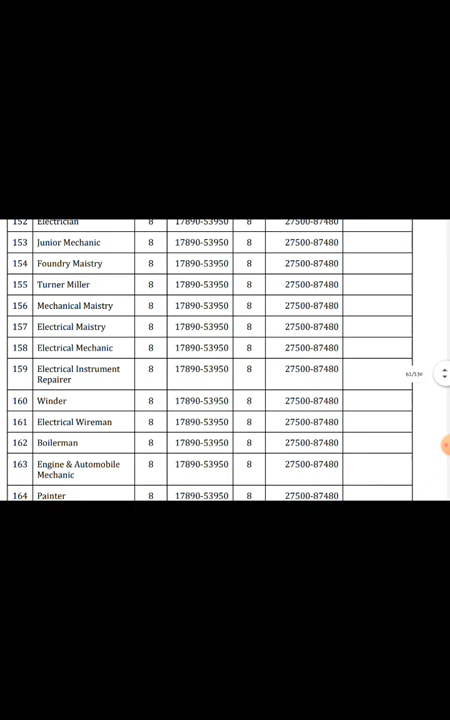 152 Electrician 8 17890-53950 8 27500-87480
153 Junior Mechanic 8 17890-53950 8 27500-87480
154 Foundry Maistry 8 17890-53950 8 27500-87480
155 Turner Miller 8 17890-53950 8 27500-87480
156 Mechanical Maistry 8 17890-53950 8 27500-87480
157 Electrical Maistry 8 17890-53950 8 27500-87480
158 Electrical Mechanic 8 17890-53950 8 27500-87480
159 Electrical Instrument 8 17890-53950 8 27500-87480
61/130
Repairer
160 Winder 8 17890-53950 8 27500-87480
161 Electrical Wireman 8 17890-53950 8 27500-87480
162 Boilerman 8 17890-53950 8 27500-87480
163 Engine & Automobile 8 17890-53950 8 27500-87480
Mechanic
164 Painter 8 17890-53950 8 27500-87480